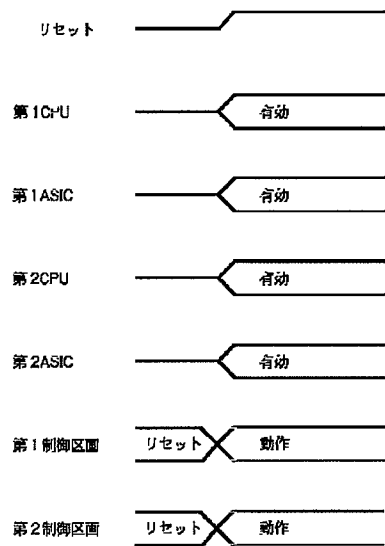 リセット
第1CPU 有効
第1ASIC 有効
第2CPU 有効
第2ASIC 有効
第1制御区画 リセット 動作
第2制御区画 リセット 動作